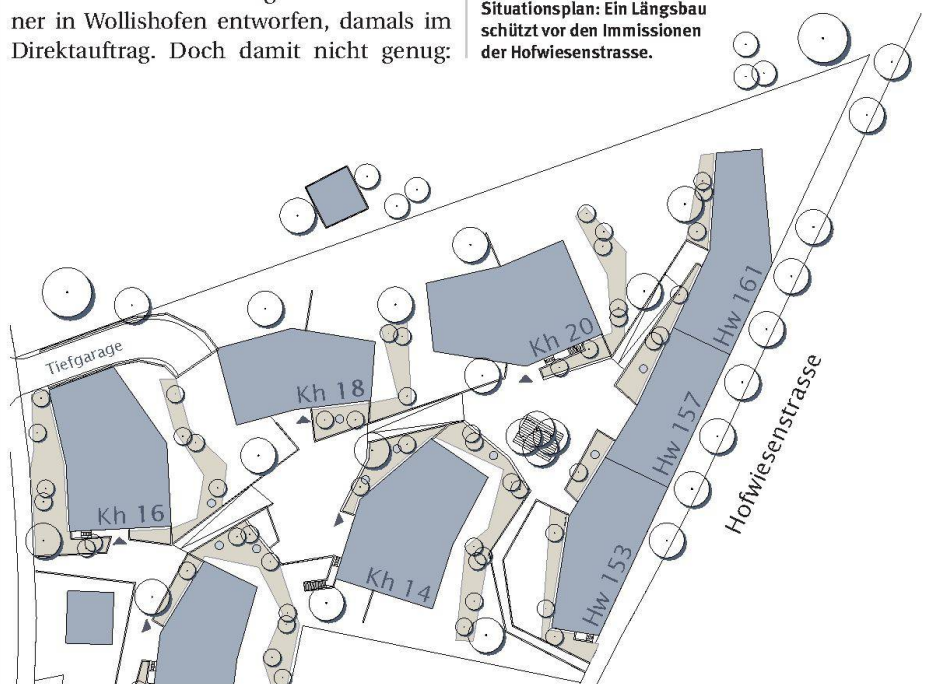 ner in Wollishofen entworfen, damals im
Direktauftrag. Doch damit nicht genug:
Situationsplan: Ein Längsbau
schützt vor den Immissionen
der Hofwiesenstrasse.
Tiefgarage
Kh 16
Kh 18
Kh 20
Kh 14
Hw 161
Hw 157
Hw 153
Hofwiesenstrasse